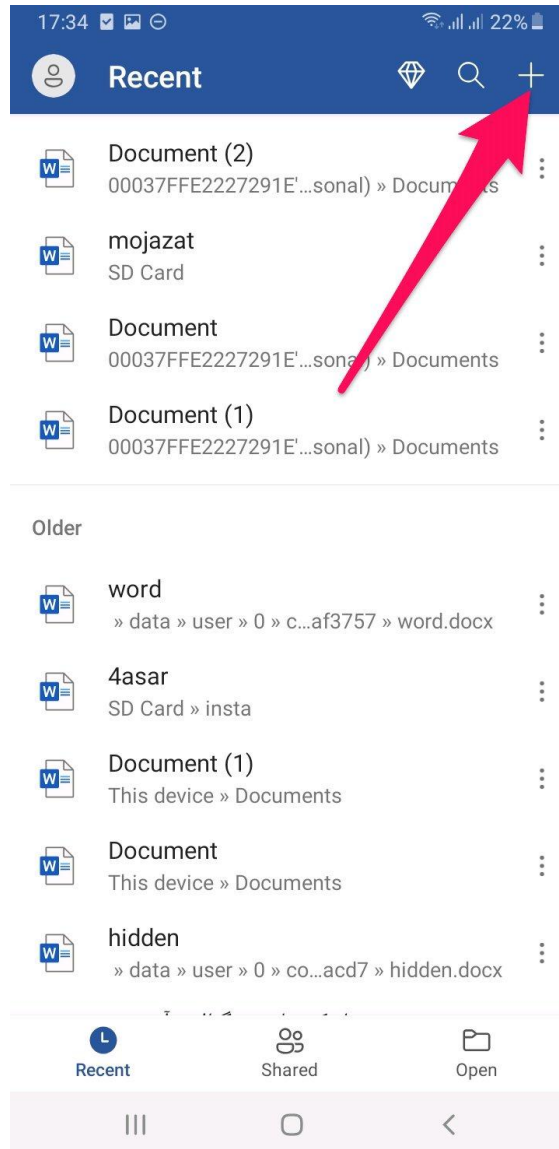 17:34 22%
Recent
Document (2)
00037FFE2227291E'...sonal) » Documents
mojazat
SD Card
Document
00037FFE2227291E'...sonal) » Documents
Document (1)
00037FFE2227291E'...sonal) » Documents
Older
word
» data » user » 0 » c...af3757 » word.docx
4asar
SD Card » insta
Document (1)
This device » Documents
Document
This device » Documents
hidden
» data » user » 0 » co...acd7 » hidden.docx
Recent Shared Open